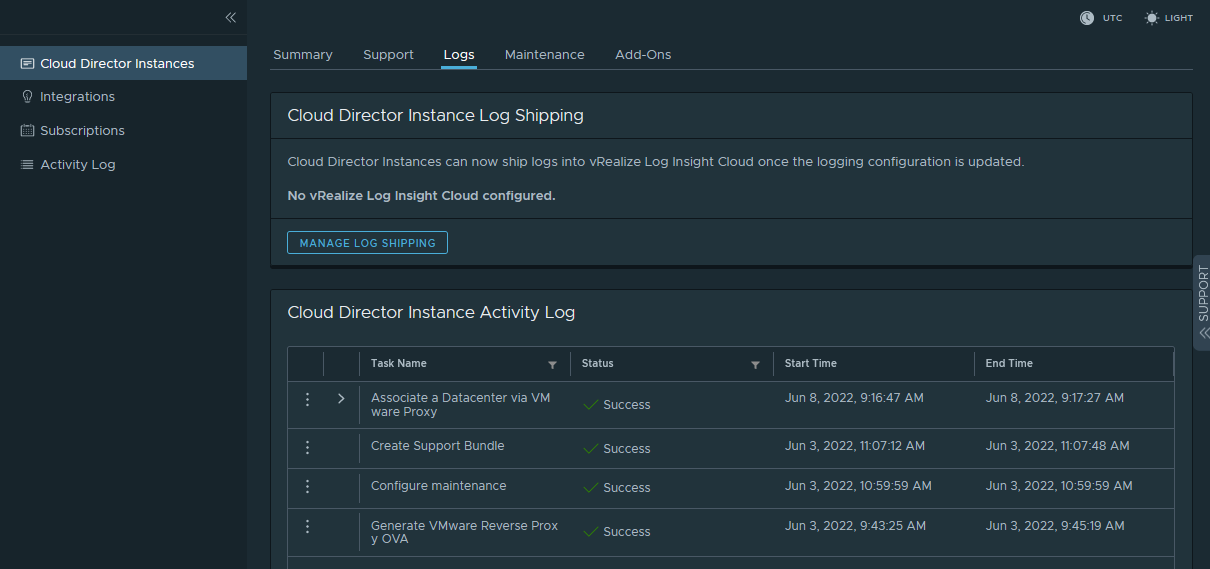 UTC
LIGHT
Cloud Director Instances
Integrations
Subscriptions
Activity Log
Summary
Support
Logs
Maintenance
Add-Ons
Cloud Director Instance Log Shipping
Cloud Director Instances can now ship logs into vRealize Log Insight Cloud once the logging configuration is updated.
No vRealize Log Insight Cloud configured.
MANAGE LOG SHIPPING
SUPPORT
Cloud Director Instance Activity Log
Task Name Status Start Time End Time
Associate a Datacenter via VM
ware Proxy
Success
Jun 8, 2022, 9:16:47 AM
Jun 8, 2022, 9:17:27 AM
Create Support Bundle
Success
Jun 3, 2022, 11:07:12 AM
Jun 3, 2022, 11:07:48 AM
Configure maintenance
Success
Jun 3, 2022, 10:59:59 AM
Jun 3, 2022, 10:59:59 AM
Generate VMware Reverse Prox
y OVA
Success
Jun 3, 2022, 9:43:25 AM
Jun 3, 2022, 9:45:19 AM